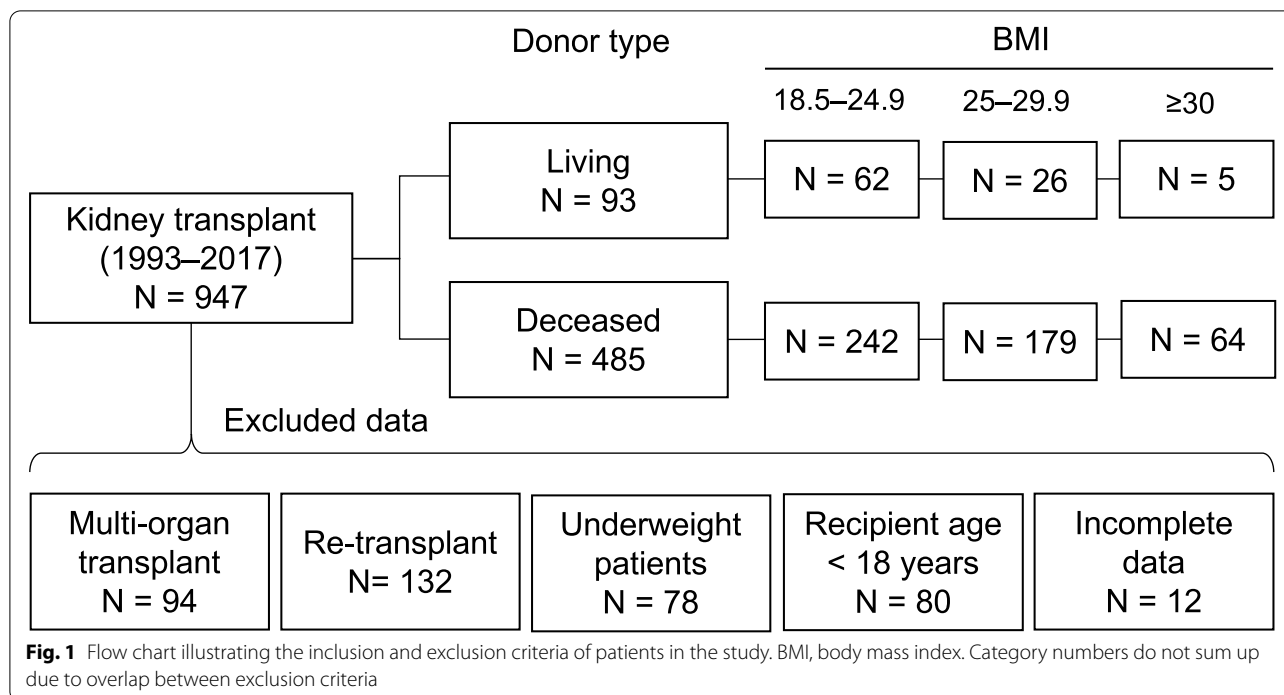 Donor type
BMI
18.5–24.9
25–29.9
≥30
Living
N = 93
N = 62
N = 26
N = 5
Kidney transplant
(1993–2017)
N = 947
Deceased
N = 485
N = 242
N = 179
N = 64
Excluded data
Multi-organ
transplant
N = 94
Re-transplant
N= 132
Underweight
patients
N = 78
Recipient age
< 18 years
N = 80
Incomplete
data
N = 12
Fig. 1 Flow chart illustrating the inclusion and exclusion criteria of patients in the study. BMI, body mass index. Category numbers do not sum up
due to overlap between exclusion criteria